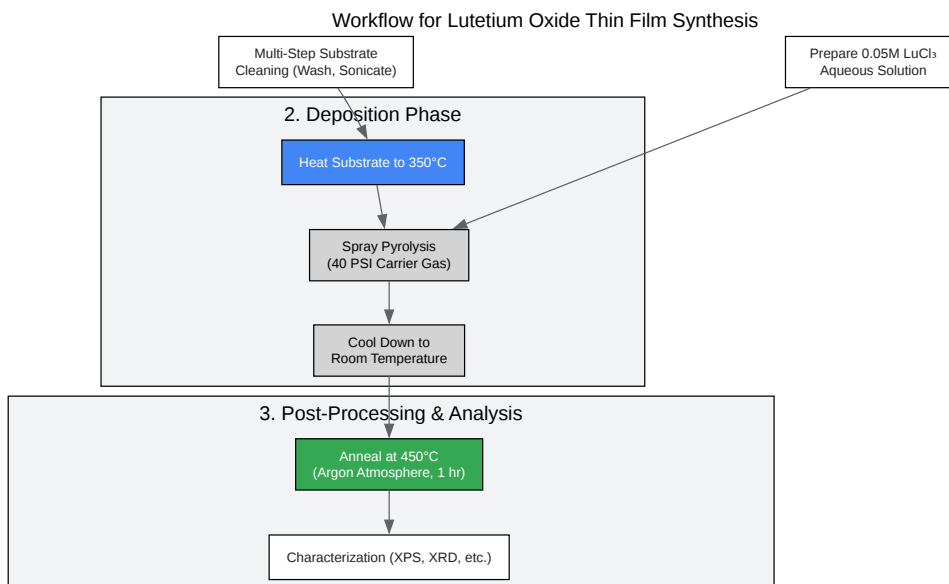 Workflow for Lutetium Oxide Thin Film Synthesis
Multi-Step Substrate
Cleaning (Wash, Sonicate)
Prepare 0.05M LuCl₃
Aqueous Solution
2. Deposition Phase
Heat Substrate to 350°C
Spray Pyrolysis
(40 PSI Carrier Gas)
Cool Down to
Room Temperature
3. Post-Processing & Analysis
Anneal at 450°C
(Argon Atmosphere, 1 hr)
Characterization (XPS, XRD, etc.)